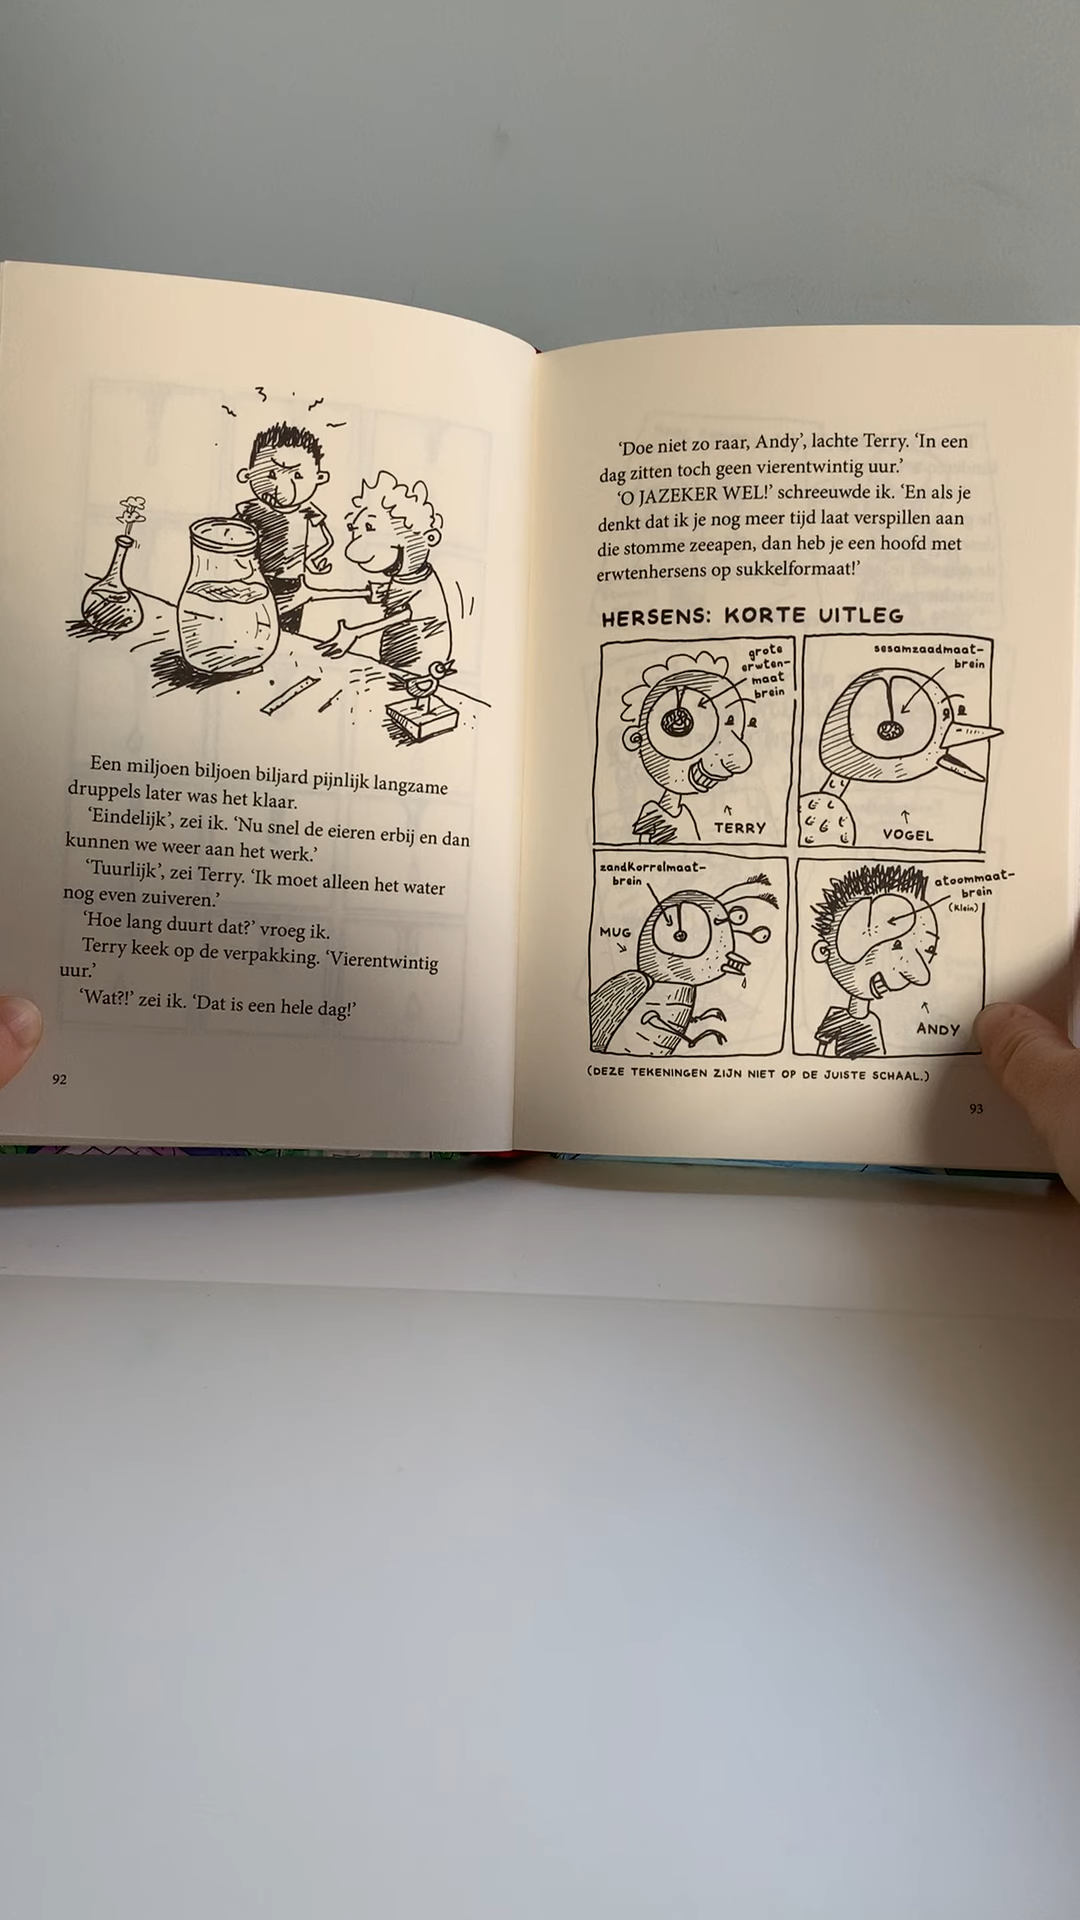 Een miljoen biljoen biljard pijnlijk langzame
druppels later was het klaar.
‘Eindelijk’, zei ik. ‘Nu snel de eieren erbij en dan
kunnen we weer aan het werk.’
‘Tuurlijk’, zei Terry. ‘Ik moet alleen het water
nog even zuiveren.’
‘Hoe lang duurt dat?’ vroeg ik.
Terry keek op de verpakking. ‘Vierentwintig
uur.’
‘Wat?!’ zei ik. ‘Dat is een hele dag!’
92
‘Doe niet zo raar, Andy’, lachte Terry. ‘In een
dag zitten toch geen vierentwintig uur.’
‘O JAZEKER WEL!’ schreeuwde ik. ‘En als je
denkt dat ik je nog meer tijd laat verspillen aan
die stomme zeeapen, dan heb je een hoofd met
erwtenhersens op sukkelformaat!’
HERSENS: KORTE UITLEG
grote
erwten-
maat
brein
TERRY
sesamzaadmaat-
brein
VOGEL
zandkorrelmaat-
brein
MUG
atoommaat-
brein
(klein)
ANDY
(DEZE TEKENINGEN ZIJN NIET OP DE JUISTE SCHAAL.)
93